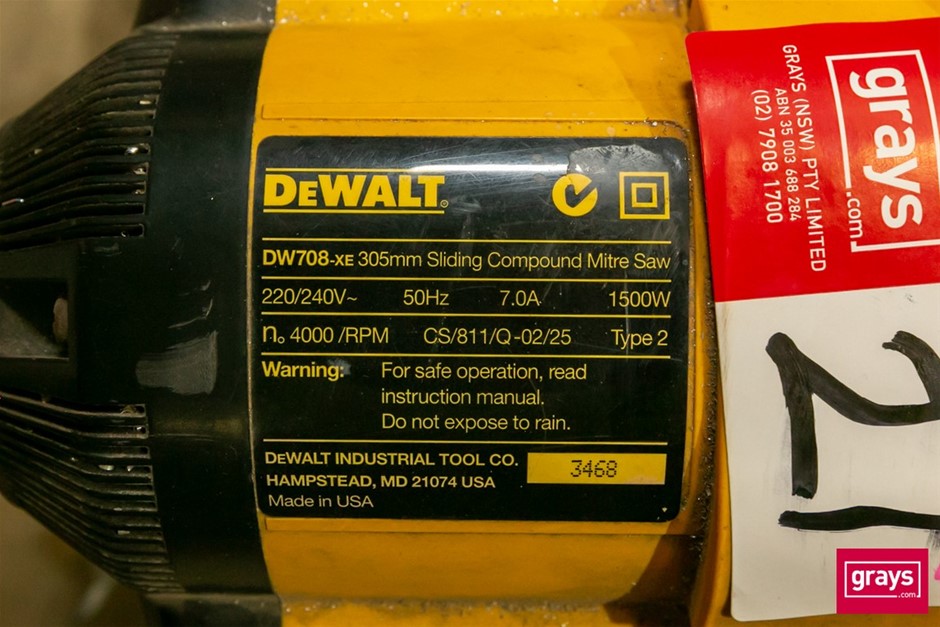 DEWALT
DW708-XE 305mm Sliding Compound Mitre Saw
220/240V~ 50Hz 7.0A 1500W
no 4000 /RPM CS/811/Q-02/25 Type 2
Warning: For safe operation, read
instruction manual.
Do not expose to rain.
DEWALT INDUSTRIAL TOOL CO. 3468
HAMPSTEAD, MD 21074 USA
Made in USA
grays
.com
GRAYS (NSW) PTY LIMITED
ABN 35 003 688 284
(02) 7908 1700
grays
.com